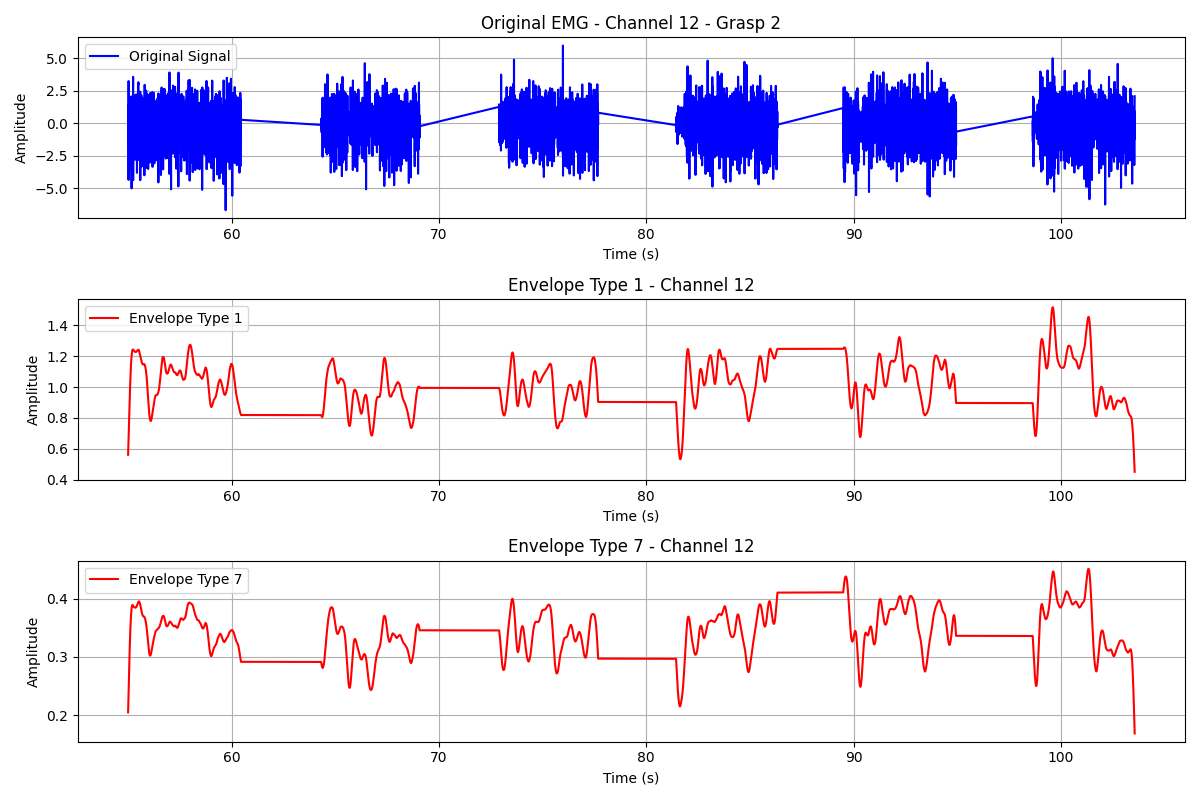 Original EMG - Channel 12 - Grasp 2
Original Signal
5.0
2.5
0.0
−2.5
−5.0
Amplitude
60 70 80 90 100
Time (s)
Envelope Type 1 - Channel 12
Envelope Type 1
1.4
1.2
1.0
0.8
0.6
0.4
Amplitude
60 70 80 90 100
Time (s)
Envelope Type 7 - Channel 12
Envelope Type 7
0.4
0.3
0.2
Amplitude
60 70 80 90 100
Time (s)